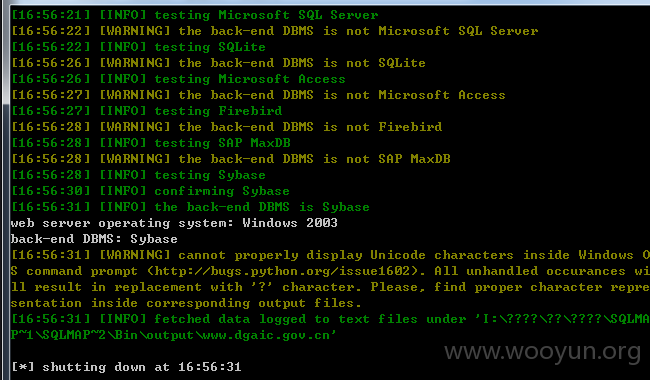 [16:56:21] [INFO] testing Microsoft SQL Server
[16:56:22] [WARNING] the back-end DBMS is not Microsoft SQL Server
[16:56:22] [INFO] testing SQLite
[16:56:26] [WARNING] the back-end DBMS is not SQLite
[16:56:26] [INFO] testing Microsoft Access
[16:56:27] [WARNING] the back-end DBMS is not Microsoft Access
[16:56:27] [INFO] testing Firebird
[16:56:28] [WARNING] the back-end DBMS is not Firebird
[16:56:28] [INFO] testing SAP MaxDB
[16:56:28] [WARNING] the back-end DBMS is not SAP MaxDB
[16:56:28] [INFO] testing Sybase
[16:56:30] [INFO] confirming Sybase
[16:56:31] [INFO] the back-end DBMS is Sybase
web server operating system: Windows 2003
back-end DBMS: Sybase
[16:56:31] [WARNING] cannot properly display Unicode characters inside Windows O
S command prompt (http://bugs.python.org/issue1602). All unhandled occurances wi
ll result in replacement with '?' character. Please, find proper character repre
sentation inside corresponding output files.
[16:56:31] [INFO] fetched data logged to text files under 'I:\????\??\????\SQLMA
P~1\SQLMAP~2\Bin\output\www.dgaic.gov.cn'
www.wooyun.org
[*] shutting down at 16:56:31